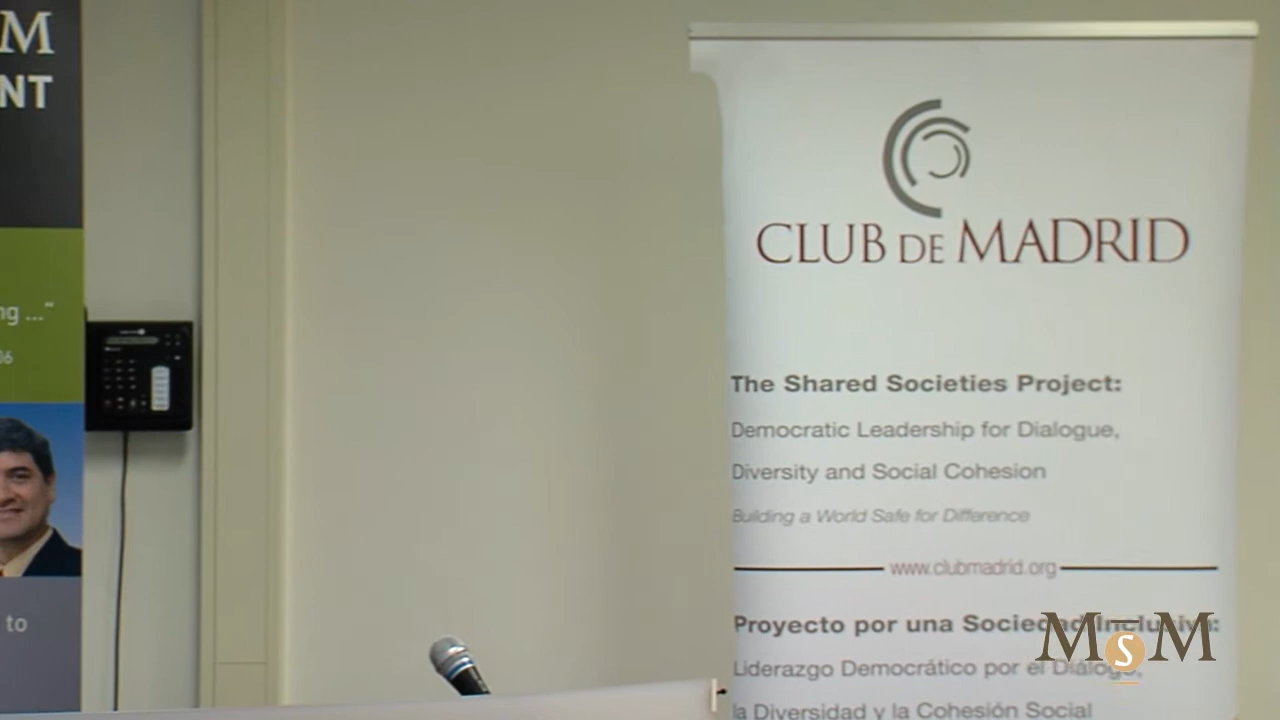 M
NT
ng ..."
06
to
CLUB DE MADRID
The Shared Societies Project:
Democratic Leadership for Dialogue,
Diversity and Social Cohesion
Building a World Safe for Difference
www.clubmadrid.org
Proyecto por una Sociedad Inclusiva:
Liderazgo Democrático por el Diálogo,
la Diversidad y la Cohesión Social
MSM